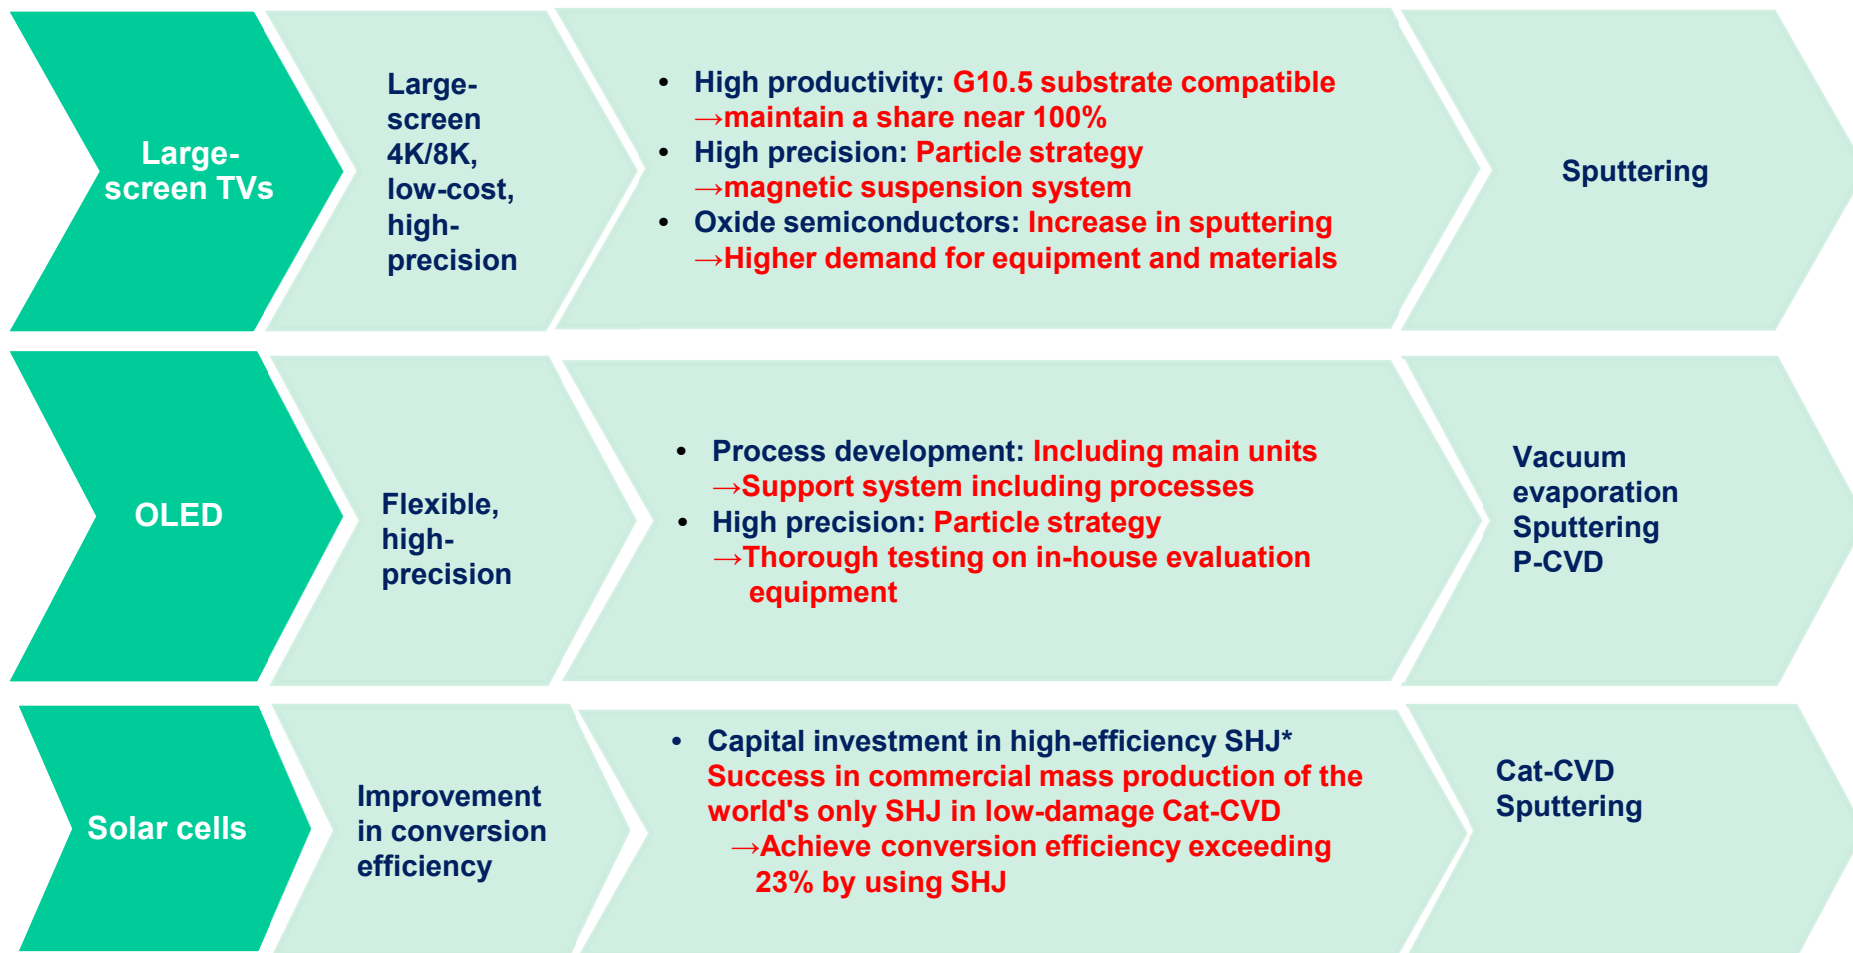 Large-
screen TVs
Large-
screen
4K/8K,
low-cost,
high-
precision
• High productivity: G10.5 substrate compatible
→maintain a share near 100%
• High precision: Particle strategy
→magnetic suspension system
• Oxide semiconductors: Increase in sputtering
→Higher demand for equipment and materials
Sputtering
OLED
Flexible,
high-
precision
• Process development: Including main units
→Support system including processes
• High precision: Particle strategy
→Thorough testing on in-house evaluation
equipment
Vacuum
evaporation
Sputtering
P-CVD
Solar cells
Improvement
in conversion
efficiency
• Capital investment in high-efficiency SHJ*
Success in commercial mass production of the
world's only SHJ in low-damage Cat-CVD
→Achieve conversion efficiency exceeding
23% by using SHJ
Cat-CVD
Sputtering